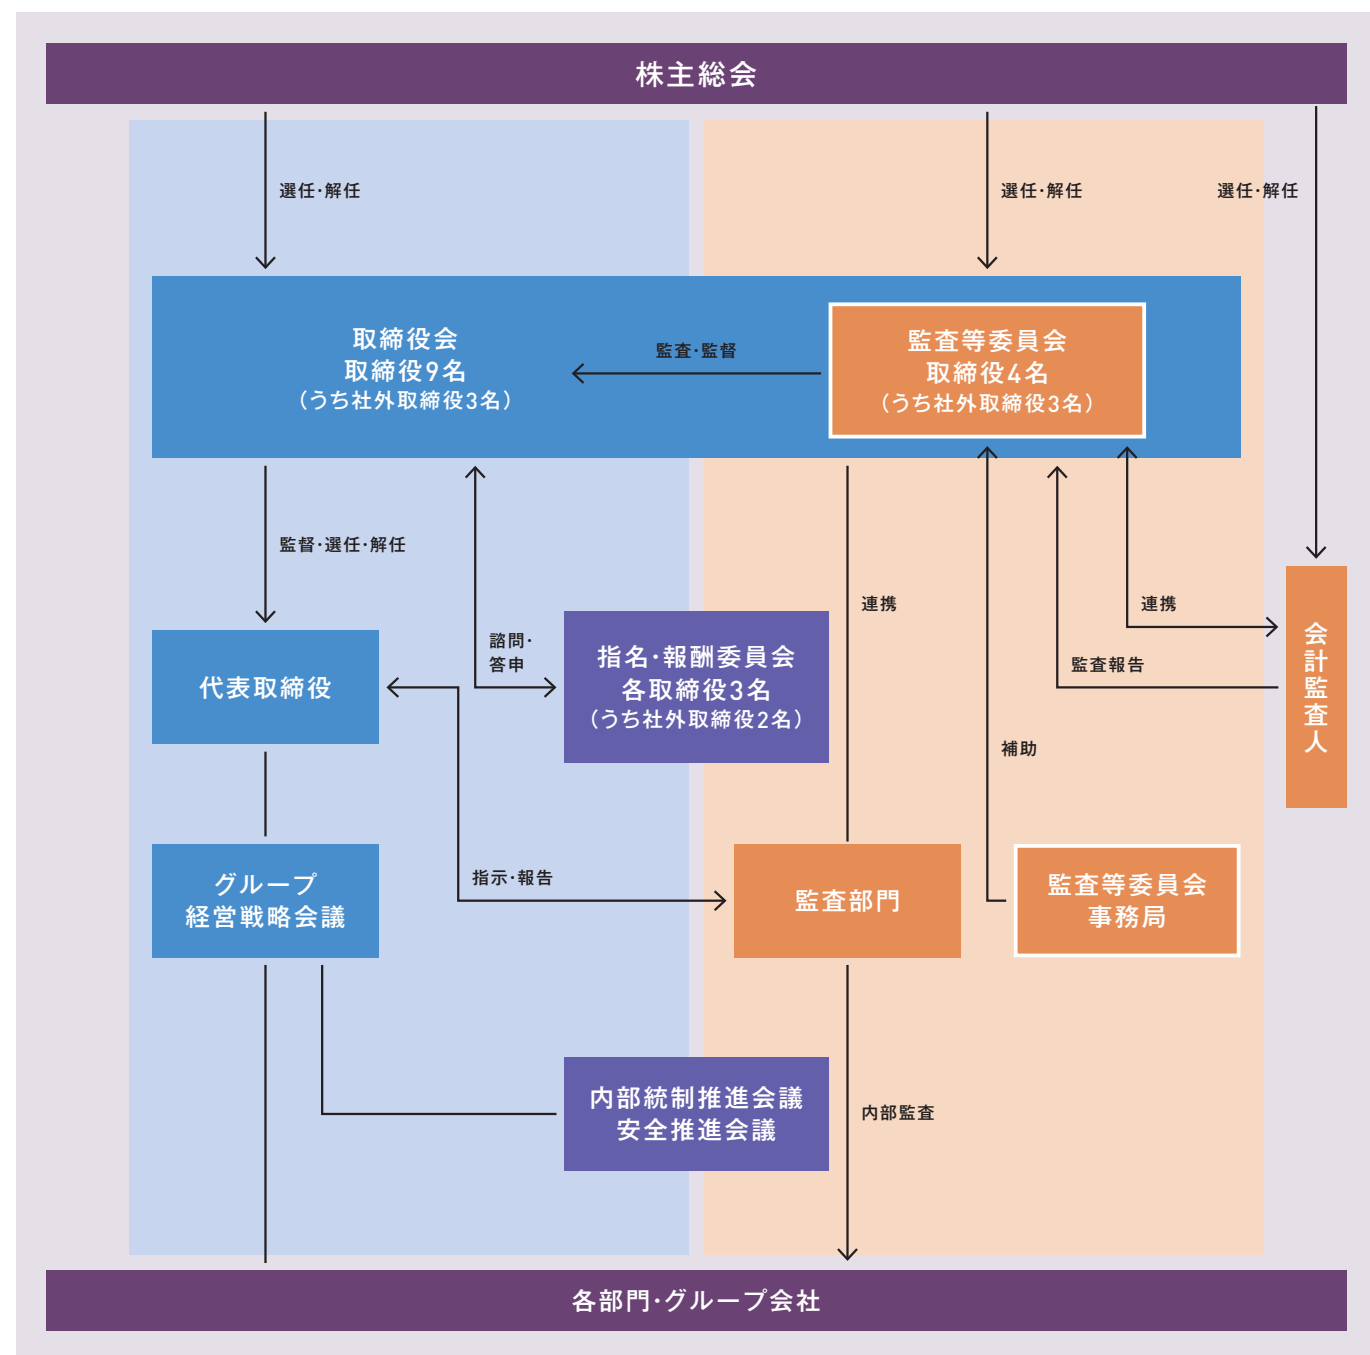 株主総会
選任・解任
選任・解任
選任・解任
取締役会
取締役9名
（うち社外取締役3名）
監査・監督
監査等委員会
取締役4名
（うち社外取締役3名）
監督・選任・解任
連携
連携
諮問・
答申
指名・報酬委員会
各取締役3名
（うち社外取締役2名）
監査報告
会計監査人
代表取締役
補助
指示・報告
グループ
経営戦略会議
監査部門
監査等委員会
事務局
内部統制推進会議
安全推進会議
内部監査
各部門・グループ会社